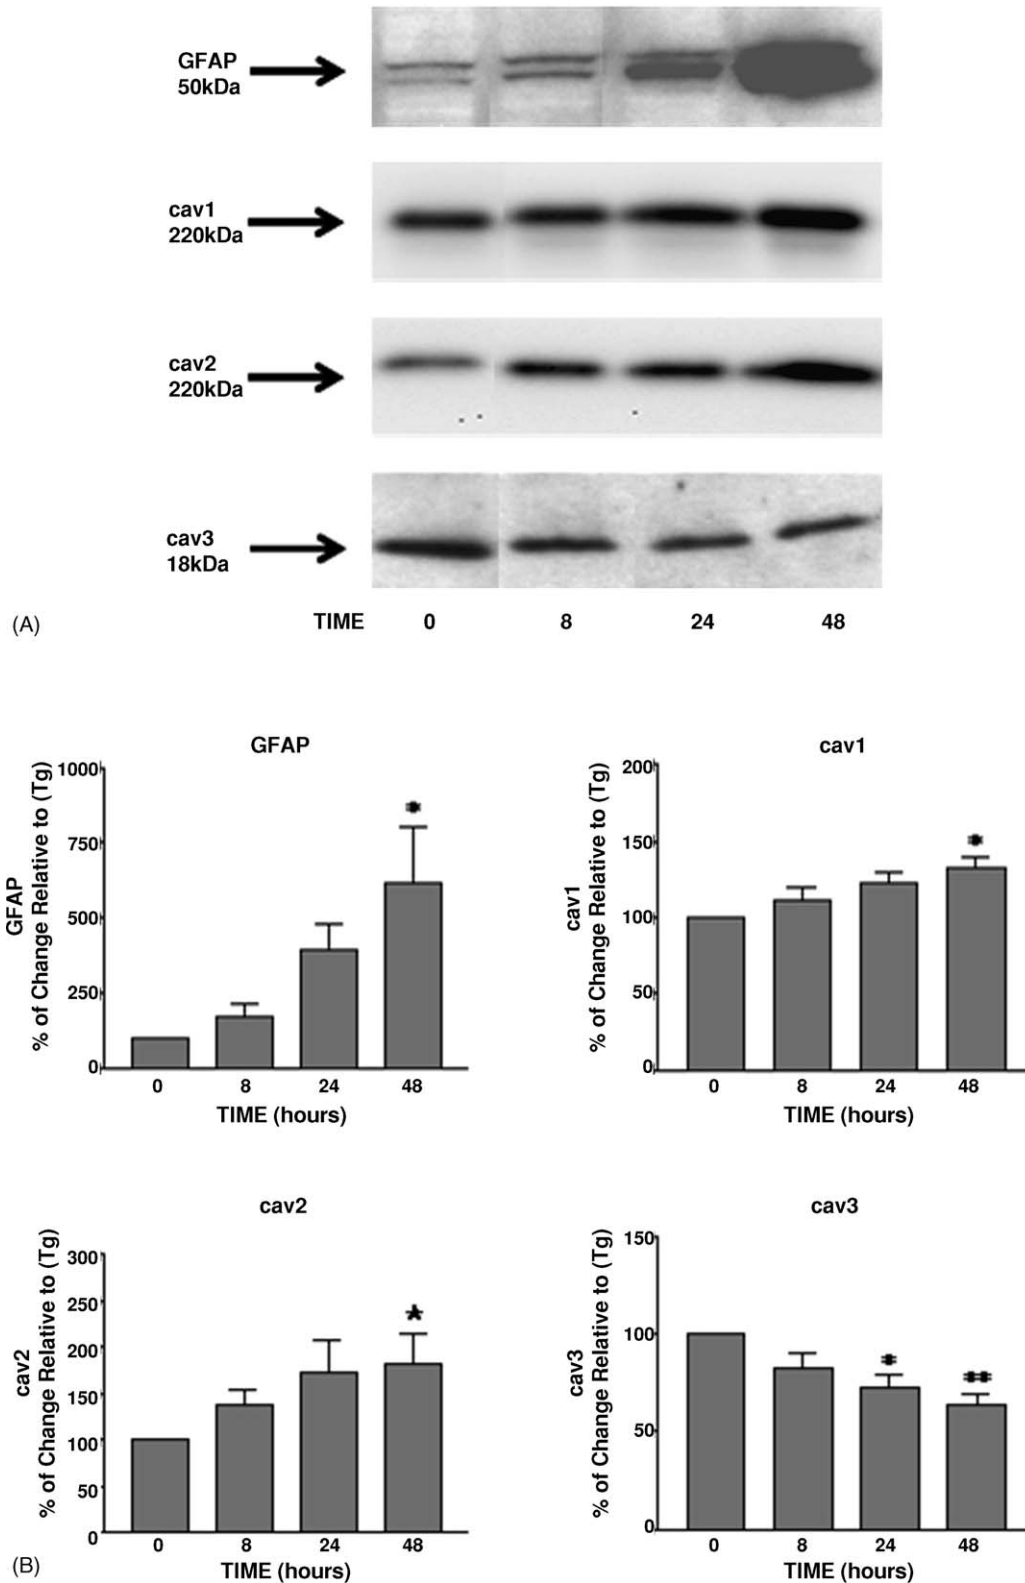 GFAP
50kDa
cav1
220kDa
cav2
220kDa
cav3
18kDa
(A)
TIME 0 8 24 48
GFAP
GFAP
% of Change Relative to (Tg)
1000
750
500
250
0
0 8 24 48
TIME (hours)
*
cav1
cav1
% of Change Relative to (Tg)
200
150
100
50
0
0 8 24 48
TIME (hours)
*
cav2
cav2
% of Change Relative to (Tg)
300
250
200
150
100
50
0
0 8 24 48
TIME (hours)
★
(B)
cav3
cav3
% of Change Relative to (Tg)
150
100
50
0
0 8 24 48
TIME (hours)
*
**